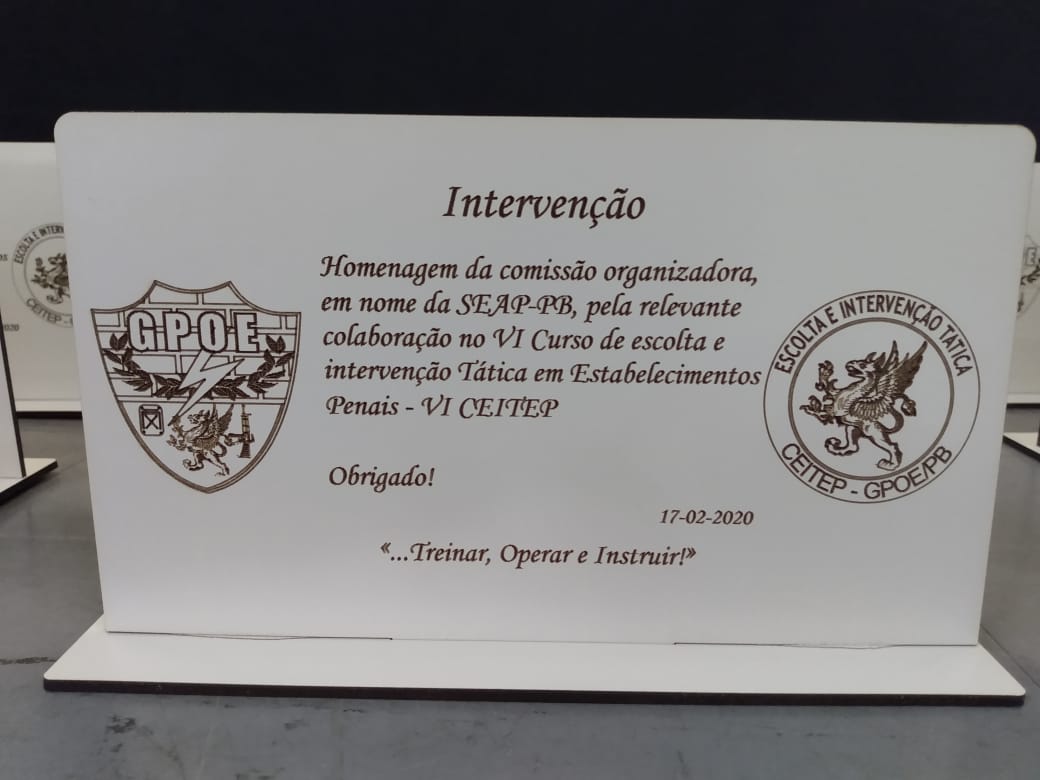 Intervenção
Homenagem da comissão organizadora,
em nome da SEAP-PB, pela relevante
colaboração no VI Curso de escolta e
intervenção Tática em Estabelecimentos
Penais - VI CEITEP
Obrigado!
17-02-2020
«...Treinar, Operar e Instruir!»
GPOE
ESCOLTA E INTERVENÇÃO TÁTICA
CEITEP - GPOE/PB